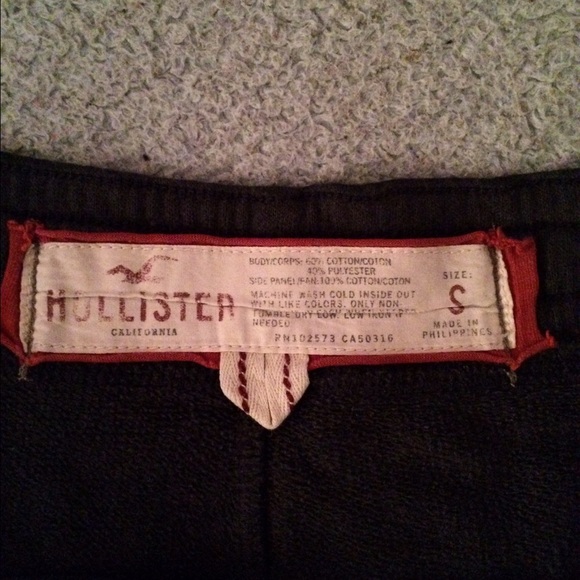 HOLLISTER
CALIFORNIA
BODY/CORPS: 60% COTTON/COTON
40% POLYESTER
SIDE PANEL/PAN: 100% COTTON/COTON
MACHINE WASH COLD INSIDE OUT
WITH LIKE COLORS. ONLY NON-
TUMBLE DRY LOW. LOW IRON IF
NEEDED
RN102573 CA50316
SIZE:
S
MADE IN
PHILIPPINES